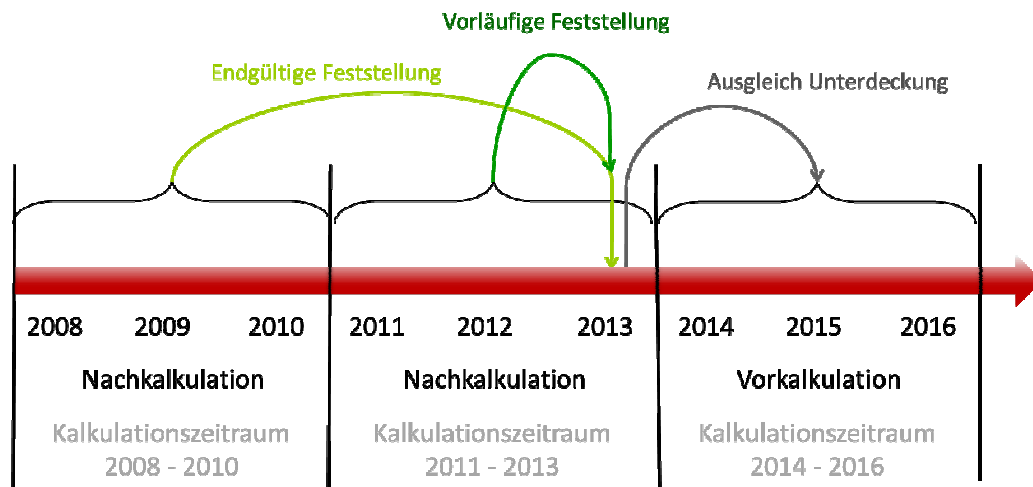 Vorläufige Feststellung
Endgültige Feststellung
Ausgleich Unterdeckung
2008 2009 2010 2011 2012 2013 2014 2015 2016
Nachkalkulation Nachkalkulation Vorkalkulation
Kalkulationszeitraum Kalkulationszeitraum Kalkulationszeitraum
2008 - 2010 2011 - 2013 2014 - 2016